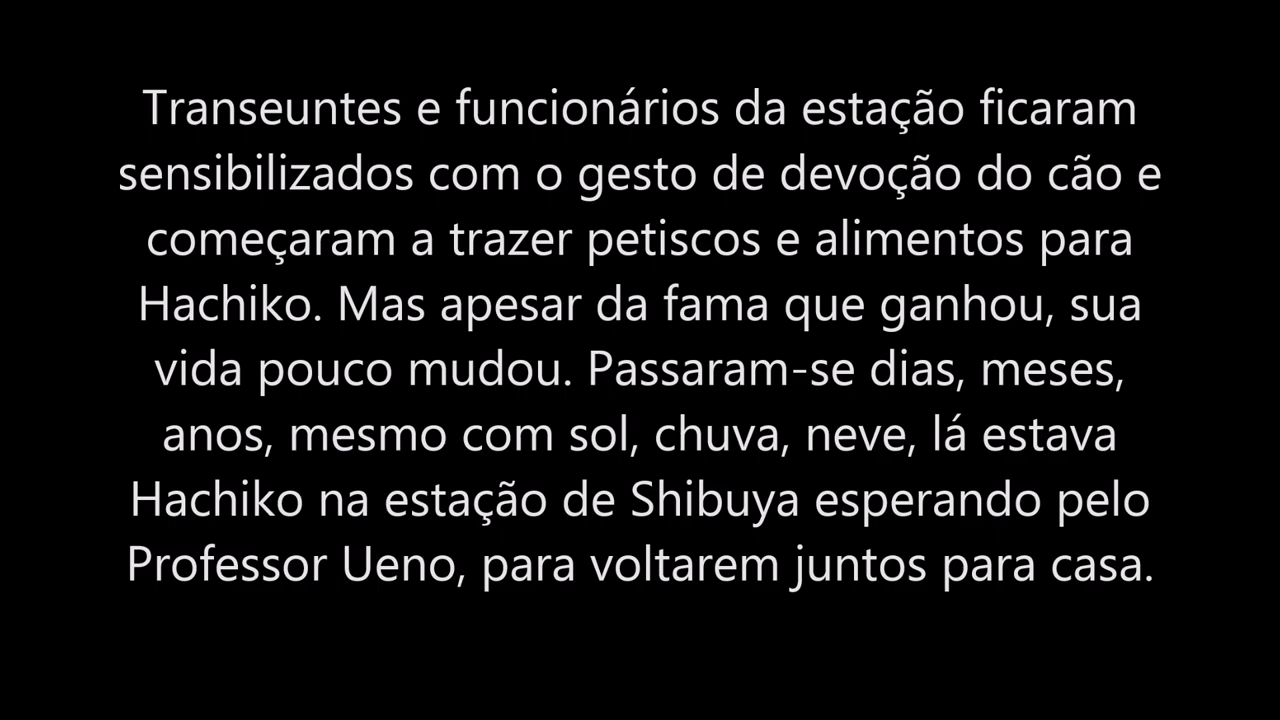 Transeuntes e funcionários da estação ficaram
sensibilizados com o gesto de devoção do cão e
começaram a trazer petiscos e alimentos para
Hachiko. Mas apesar da fama que ganhou, sua
vida pouco mudou. Passaram-se dias, meses,
anos, mesmo com sol, chuva, neve, lá estava
Hachiko na estação de Shibuya esperando pelo
Professor Ueno, para voltarem juntos para casa.